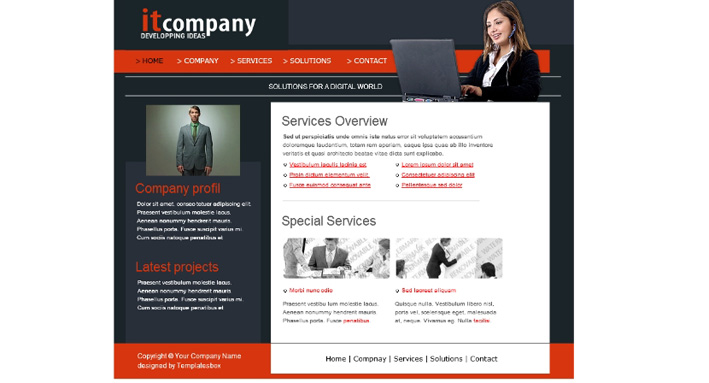 itcompany
DEVELOPPING IDEAS
> HOME > COMPANY > SERVICES > SOLUTIONS > CONTACT
SOLUTIONS FOR A DIGITAL WORLD
Company profil
Dolor sit amet, consectetuer adipiscing elit
Praesent vestibulum molestie lacus.
Aenean nonummy hendrerit mauris.
Phasellus porta. Fusce suscipit varius mi.
Cum sociis natoque penatibus et
Latest projects
Praesent vestibulum molestie lacus.
Aenean nonummy hendrerit mauris.
Phasellus porta. Fusce suscipit varius mi.
Cum sociis natoque penatibus et
Services Overview
Sed ut perspiciatis unde omnis iste natus error sit voluptatem accusantium
doloremque laudantium, totam rem aperiam, eaque ipsa quae ab illo inventore
veritatis et quasi architecto beatae vitae dicta sunt explicabo.
Vestibulum iaculis lacinia est
Proin dictum elementum velit.
Fusce euismod consequat ante
Lorem ipsum dolor sit amet
Consectetuer adipiscing elit
Pellentesque sed dolor
Special Services
Morbi nunc odio
Praesent vestibu lum molestie lacus.
Aenean nonummy hendrerit mauris.
Phasellus porta. Fusce penatibus.
Sed laoreet aliquam
Quisque nulla. Vestibulum libero nisl,
porta vel, scelerisque eget, malesuada
at, neque. Vivamus eg. Nulla facilisi.
Copyright © Your Company Name
designed by Templatesbox
Home | Compnay | Services | Solutions | Contact